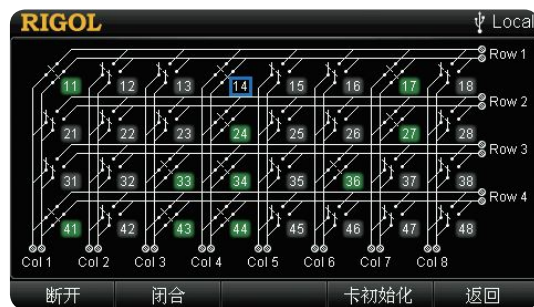 RIGOL Local
Row 1
11 12 13 14 15 16 17 18
Row 2
21 22 23 24 25 26 27 28
Row 3
31 32 33 34 35 36 37 38
Row 4
41 42 43 44 45 46 47 48
Col 1 Col 2 Col 3 Col 4 Col 5 Col 6 Col 7 Col 8
断开 闭合 卡初始化 返回